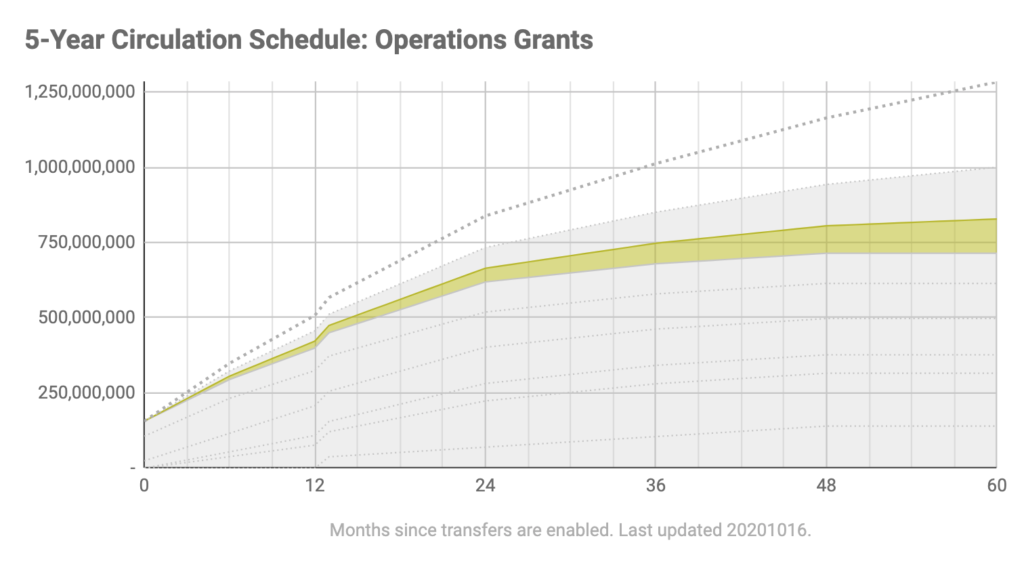 5-Year Circulation Schedule: Operations Grants
1,250,000,000
1,000,000,000
750,000,000
500,000,000
250,000,000
-
0 12 24 36 48 60
Months since transfers are enabled. Last updated 20201016.